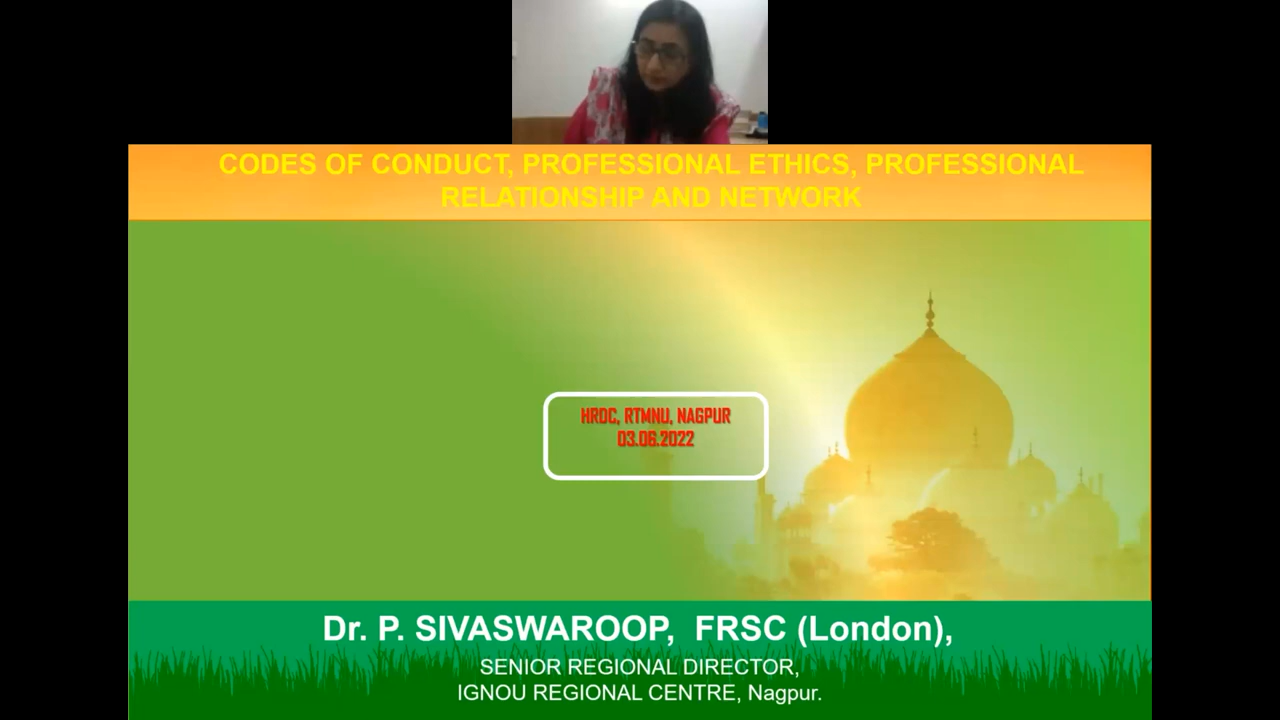 CODES OF CONDUCT, PROFESSIONAL ETHICS, PROFESSIONAL
RELATIONSHIP AND NETWORK
HRDC, RTMNU, NAGPUR
03.06.2022
Dr. P. SIVASWAROOP, FRSC (London),
SENIOR REGIONAL DIRECTOR,
IGNOU REGIONAL CENTRE, Nagpur.